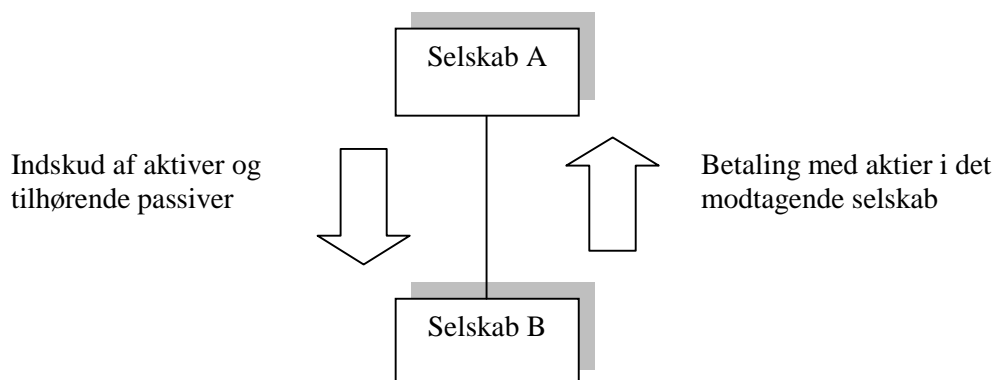 Selskab A
Indskud af aktiver og
tilhørende passiver
Betaling med aktier i det
modtagende selskab
Selskab B